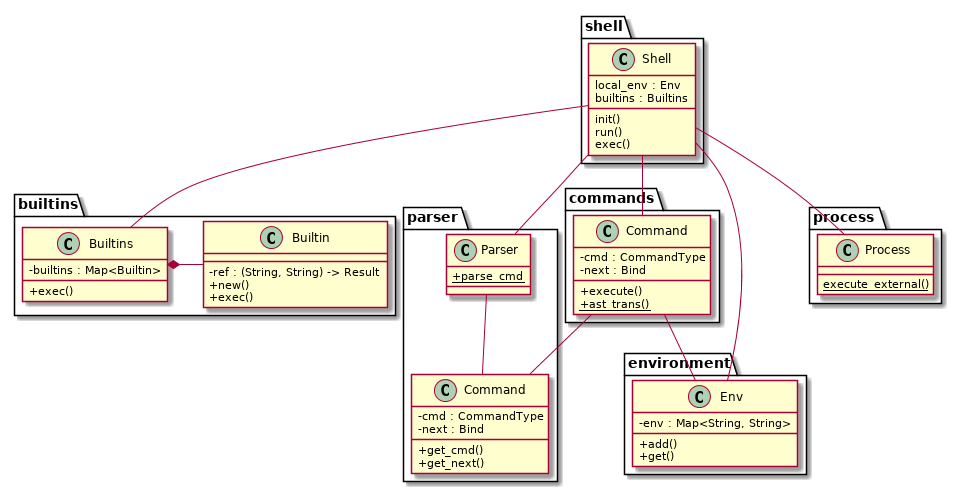 shell
C Shell
local_env : Env
builtins : Builtins
init()
run()
exec()
builtins
C Builtins
-builtins : Map<Builtin>
+exec()
C Builtin
-ref : (String, String) -> Result
+new()
+exec()
parser
C Parser
+parse_cmd
C Command
-cmd : CommandType
-next : Bind
+get_cmd()
+get_next()
commands
C Command
-cmd : CommandType
-next : Bind
+execute()
+ast_trans()
environment
C Env
-env : Map<String, String>
+add()
+get()
process
C Process
execute_external()